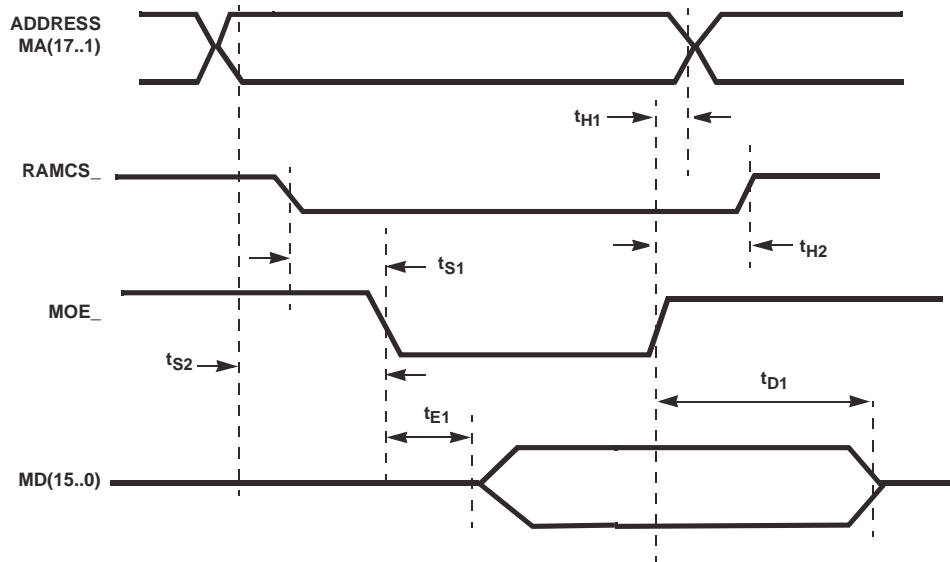 ADDRESS
MA(17..1)
tH1
RAMCS_
tH2
tS1
MOE_
tS2
tD1
tE1
MD(15..0)